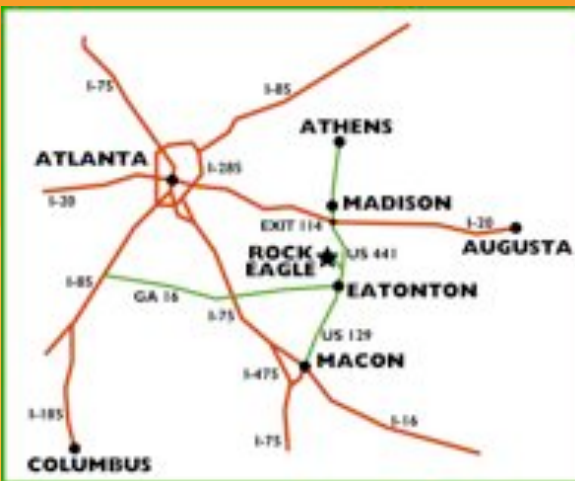 I-75
I-85
ATHENS
ATLANTA
I-285
I-20
MADISON
EXIT 114
I-20
AUGUSTA
ROCK
EAGLE
US 441
I-85
GA 16
EATONTON
I-75
US 129
MACON
I-475
I-16
I-185
I-75
COLUMBUS